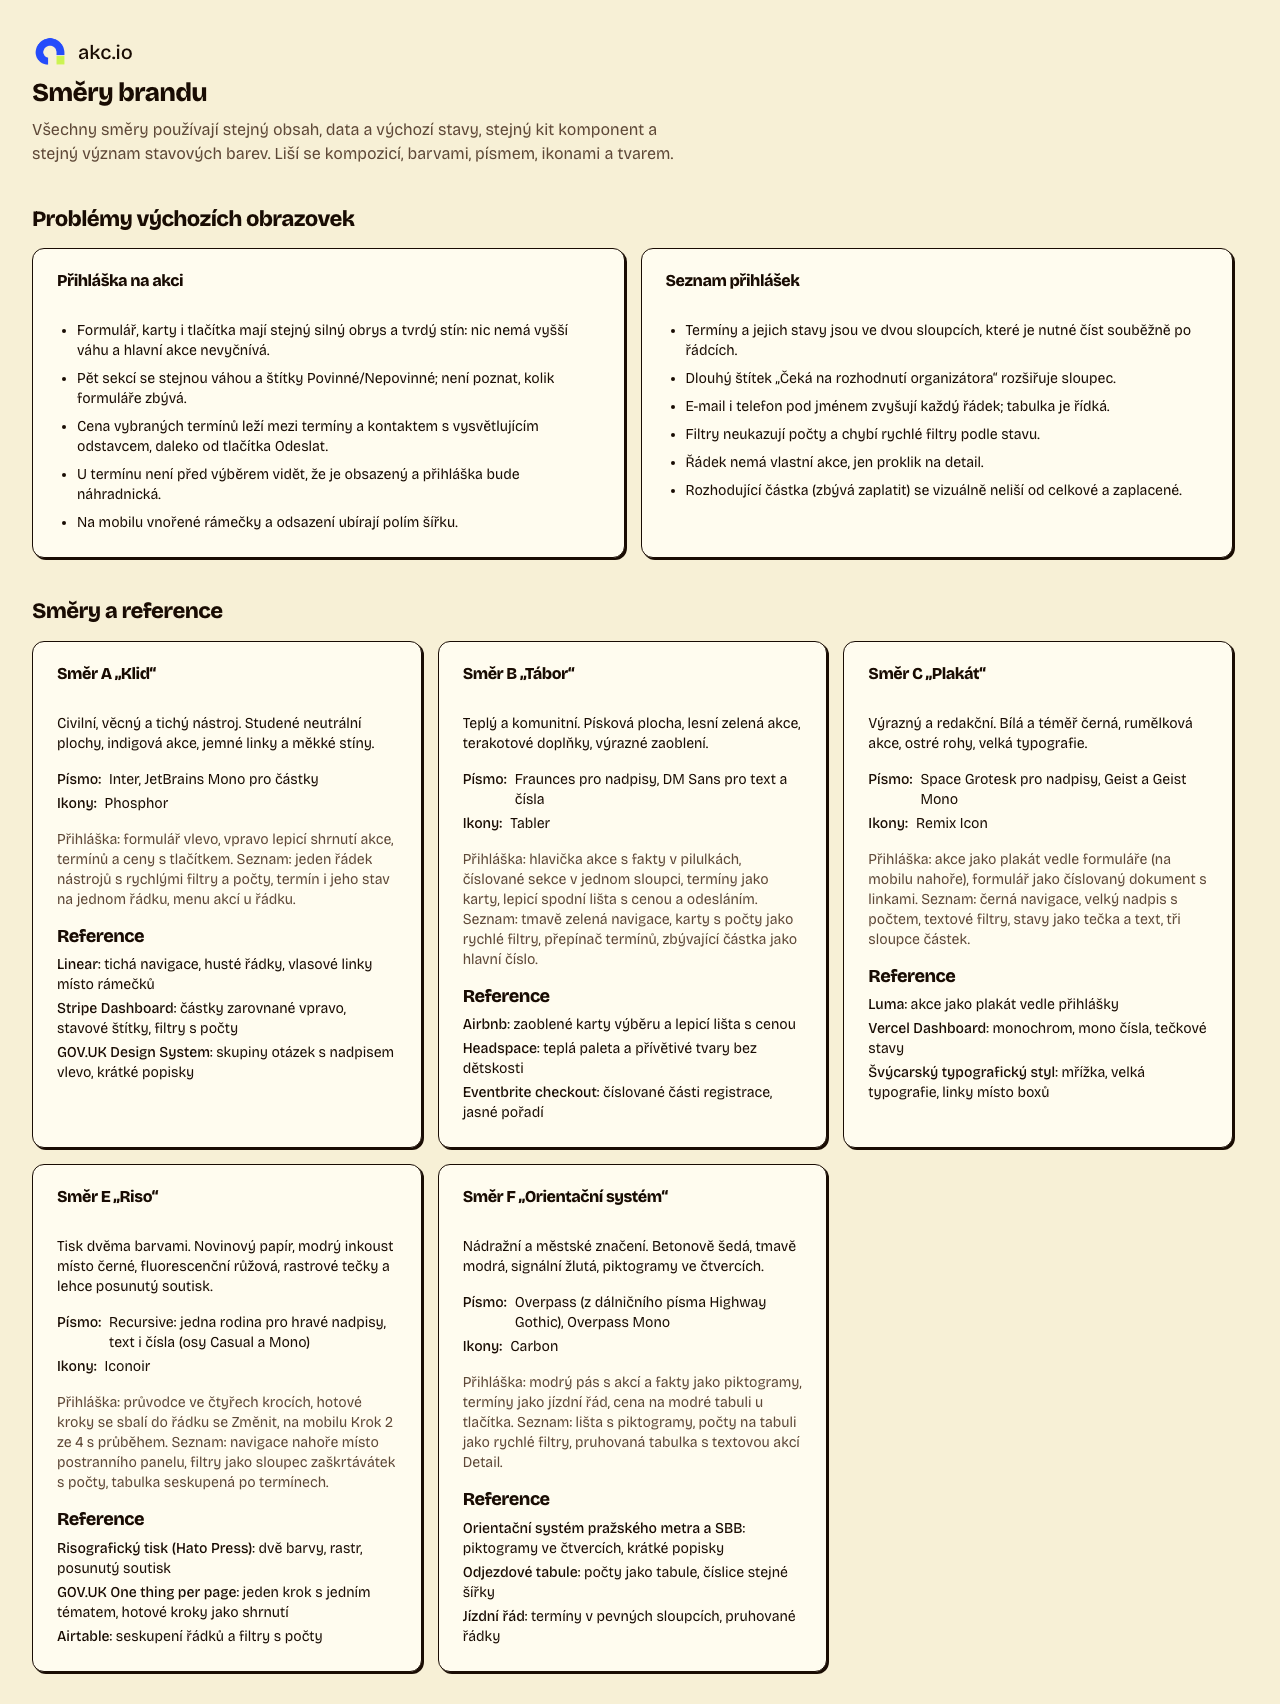 akc.io
Směry brandu
Všechny směry používají stejný obsah, data a výchozí stavy, stejný kit komponent a
stejný význam stavových barev. Liší se kompozicí, barvami, písmem, ikonami a tvarem.
Problémy výchozích obrazovek
Přihláška na akci
• Formulář, karty i tlačítka mají stejný silný obrys a tvrdý stín: nic nemá vyšší
váhu a hlavní akce nevyčnívá.
• Pět sekcí se stejnou váhou a štítky Povinné/Nepovinné; není poznat, kolik
formuláře zbývá.
• Cena vybraných termínů leží mezi termíny a kontaktem s vysvětlujícím
odstavcem, daleko od tlačítka Odeslat.
• U termínu není před výběrem vidět, že je obsazený a přihláška bude
náhradnická.
• Na mobilu vnořené rámečky a odsazení ubírají polím šířku.
Seznam přihlášek
• Termíny a jejich stavy jsou ve dvou sloupcích, které je nutné číst souběžně po
řádcích.
• Dlouhý štítek „Čeká na rozhodnutí organizátora“ rozšiřuje sloupec.
• E-mail i telefon pod jménem zvyšují každý řádek; tabulka je řídká.
• Filtry neukazují počty a chybí rychlé filtry podle stavu.
• Řádek nemá vlastní akce, jen proklik na detail.
• Rozhodující částka (zbývá zaplatit) se vizuálně neliší od celkové a zaplacené.
Směry a reference
Směr A „Klid“
Civilní, věcný a tichý nástroj. Studené neutrální
plochy, indigová akce, jemné linky a měkké stíny.
Písmo: Inter, JetBrains Mono pro částky
Ikony: Phosphor
Přihláška: formulář vlevo, vpravo lepicí shrnutí akce,
termínů a ceny s tlačítkem. Seznam: jeden řádek
nástrojů s rychlými filtry a počty, termín i jeho stav
na jednom řádku, menu akcí u řádku.
Reference
Linear: tichá navigace, husté řádky, vlasové linky
místo rámečků
Stripe Dashboard: částky zarovnané vpravo,
stavové štítky, filtry s počty
GOV.UK Design System: skupiny otázek s nadpisem
vlevo, krátké popisky
Směr B „Tábor“
Teplý a komunitní. Písková plocha, lesní zelená akce,
terakotové doplňky, výrazné zaoblení.
Písmo: Fraunces pro nadpisy, DM Sans pro text a
čísla
Ikony: Tabler
Přihláška: hlavička akce s fakty v pilulkách,
číslované sekce v jednom sloupci, termíny jako
karty, lepicí spodní lišta s cenou a odesláním.
Seznam: tmavě zelená navigace, karty s počty jako
rychlé filtry, přepínač termínů, zbývající částka jako
hlavní číslo.
Reference
Airbnb: zaoblené karty výběru a lepicí lišta s cenou
Headspace: teplá paleta a přívětivé tvary bez
dětskosti
Eventbrite checkout: číslované části registrace,
jasné pořadí
Směr C „Plakát“
Výrazný a redakční. Bílá a téměř černá, rumělková
akce, ostré rohy, velká typografie.
Písmo: Space Grotesk pro nadpisy, Geist a Geist
Mono
Ikony: Remix Icon
Přihláška: akce jako plakát vedle formuláře (na
mobilu nahoře), formulář jako číslovaný dokument s
linkami. Seznam: černá navigace, velký nadpis s
počtem, textové filtry, stavy jako tečka a text, tři
sloupce částek.
Reference
Luma: akce jako plakát vedle přihlášky
Vercel Dashboard: monochrom, mono čísla, tečkové
stavy
Švýcarský typografický styl: mřížka, velká
typografie, linky místo boxů
Směr E „Riso“
Tisk dvěma barvami. Novinový papír, modrý inkoust
místo černé, fluorescenční růžová, rastrové tečky a
lehce posunutý soutisk.
Písmo: Recursive: jedna rodina pro hravé nadpisy,
text i čísla (osy Casual a Mono)
Ikony: Iconoir
Přihláška: průvodce ve čtyřech krocích, hotové
kroky se sbalí do řádku se Změnit, na mobilu Krok 2
ze 4 s průběhem. Seznam: navigace nahoře místo
postranního panelu, filtry jako sloupec zaškrtávátek
s počty, tabulka seskupená po termínech.
Reference
Risografický tisk (Hato Press): dvě barvy, rastr,
posunutý soutisk
GOV.UK One thing per page: jeden krok s jedním
tématem, hotové kroky jako shrnutí
Airtable: seskupení řádků a filtry s počty
Směr F „Orientační systém“
Nádražní a městské značení. Betonově šedá, tmavě
modrá, signální žlutá, piktogramy ve čtvercích.
Písmo: Overpass (z dálničního písma Highway
Gothic), Overpass Mono
Ikony: Carbon
Přihláška: modrý pás s akcí a fakty jako piktogramy,
termíny jako jízdní řád, cena na modré tabuli u
tlačítka. Seznam: lišta s piktogramy, počty na tabuli
jako rychlé filtry, pruhovaná tabulka s textovou akcí
Detail.
Reference
Orientační systém pražského metra a SBB:
piktogramy ve čtvercích, krátké popisky
Odjezdové tabule: počty jako tabule, číslice stejné
šířky
Jízdní řád: termíny v pevných sloupcích, pruhované
řádky